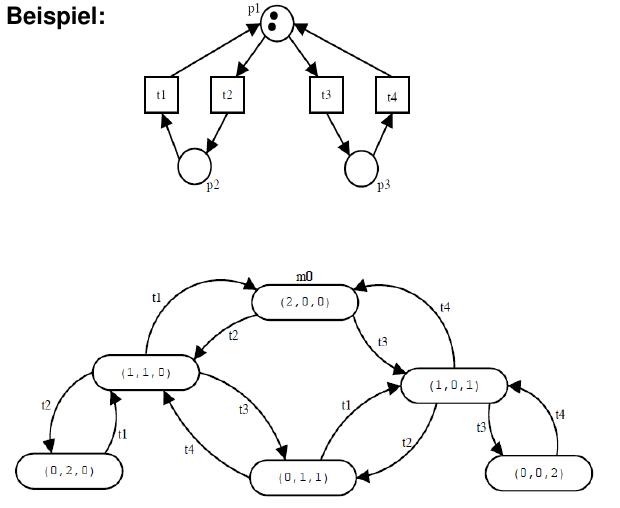 Beispiel:
p1
t1
t2
t3
t4
p2
p3
m0
(2,0,0)
t1
t2
t3
t4
(1,1,0)
(1,0,1)
t2
t1
t3
t4
t1
t2
t3
t4
(0,2,0)
(0,1,1)
(0,0,2)